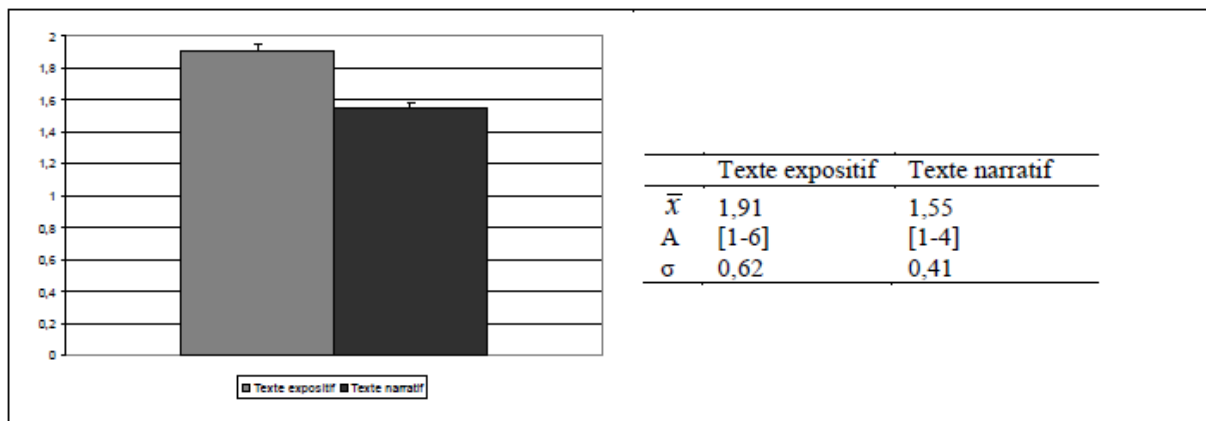 2
1,8
1,6
1,4
1,2
1
0,8
0,6
0,4
0,2
0
Texte expositif Texte narratif
Texte expositif Texte narratif
x̅ 1,91 1,55
A [1-6] [1-4]
σ 0,62 0,41